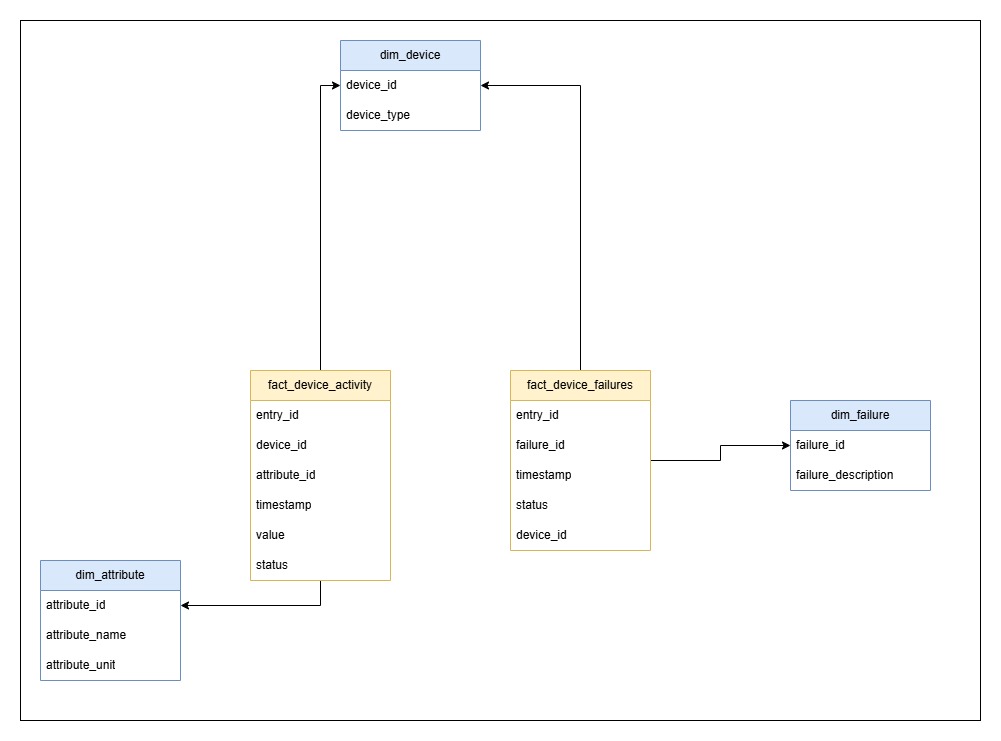 dim_device
device_id
device_type
fact_device_activity
entry_id
device_id
attribute_id
timestamp
value
status
fact_device_failures
entry_id
failure_id
timestamp
status
device_id
dim_failure
failure_id
failure_description
dim_attribute
attribute_id
attribute_name
attribute_unit